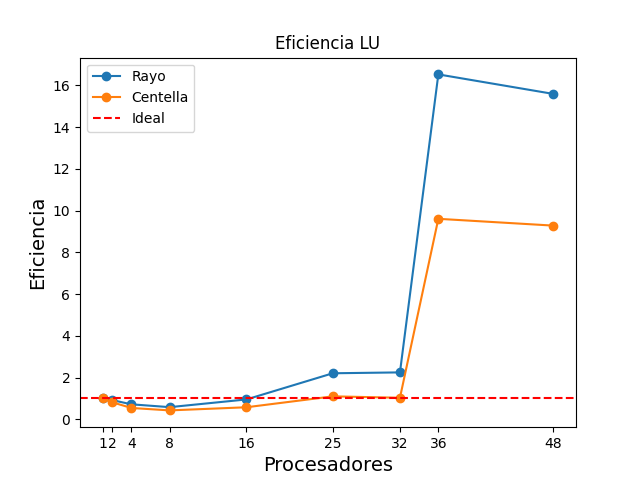 Eficiencia LU
Rayo
Centella
Ideal
Eficiencia
16
14
12
10
8
6
4
2
0
1 2 4 8 16 25 32 36 48
Procesadores